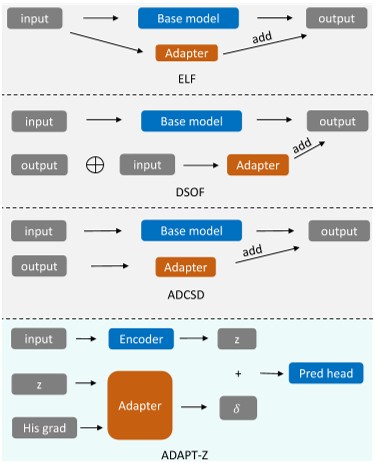 input Base model output
Adapter add
ELF
input Base model output
output ⊕ input Adapter add
DSOF
input Base model output
output Adapter add
ADCSD
input Encoder z
z Adapter + Pred head
His grad δ
ADAPT-Z